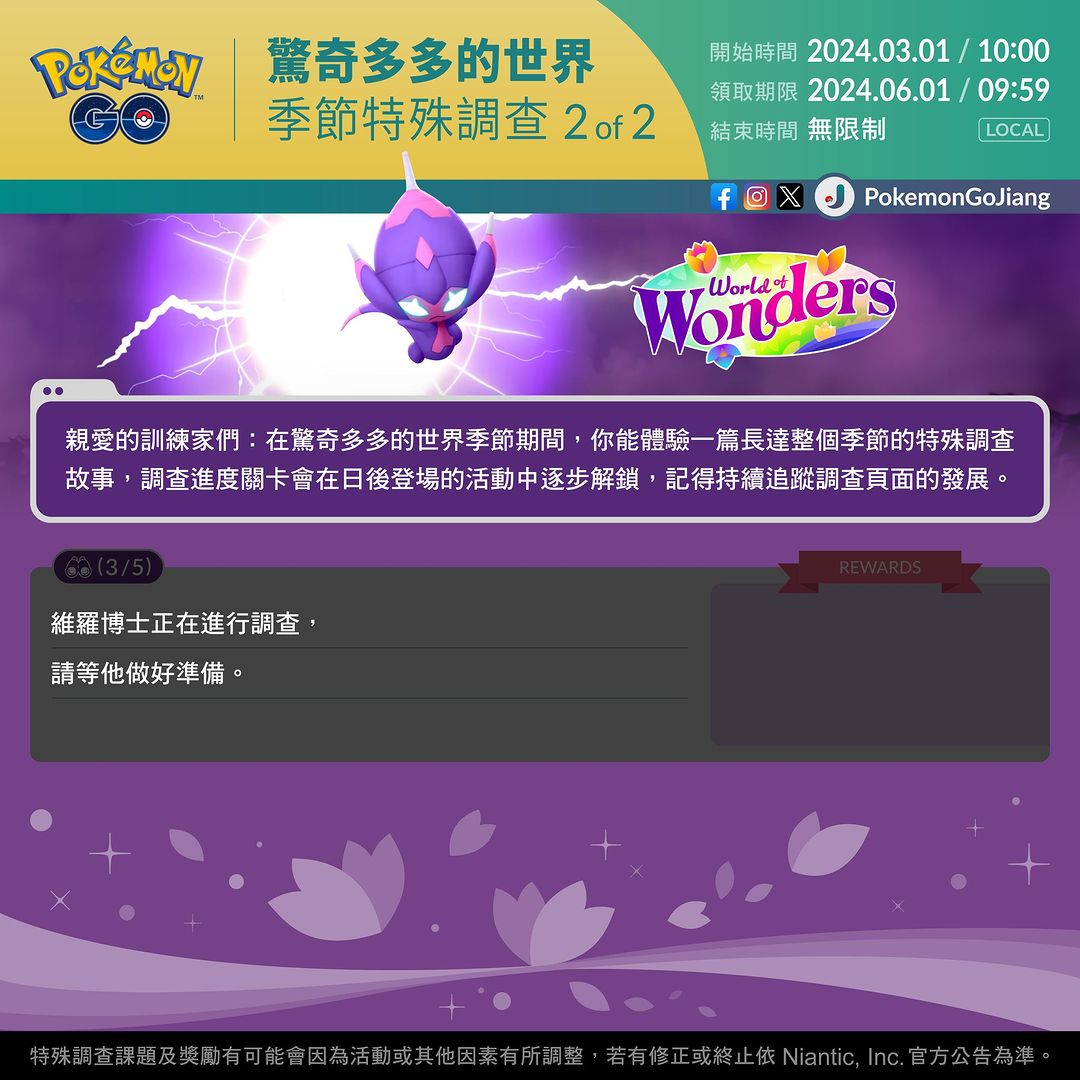 POKÉMON GO™
驚奇多多的世界
季節特殊調查 2 of 2
開始時間 2024.03.01 / 10:00
領取期限 2024.06.01 / 09:59
結束時間 無限制 LOCAL
PokemonGoJiang
World of
Wonders
親愛的訓練家們：在驚奇多多的世界季節期間，你能體驗一篇長達整個季節的特殊調查
故事，調查進度關卡會在日後登場的活動中逐步解鎖，記得持續追蹤調查頁面的發展。
(3/5)
REWARDS
維羅博士正在進行調查，
請等他做好準備。
特殊調查課題及獎勵有可能會因為活動或其他因素有所調整，若有修正或終止依 Niantic, Inc. 官方公告為準。